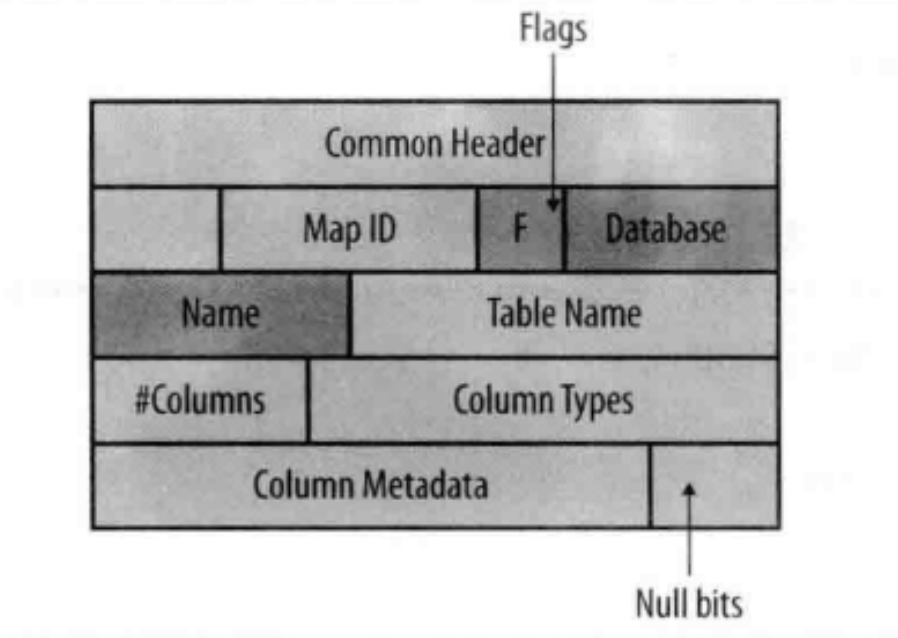 Flags
Common Header
Map ID F Database
Name Table Name
#Columns Column Types
Column Metadata
Null bits